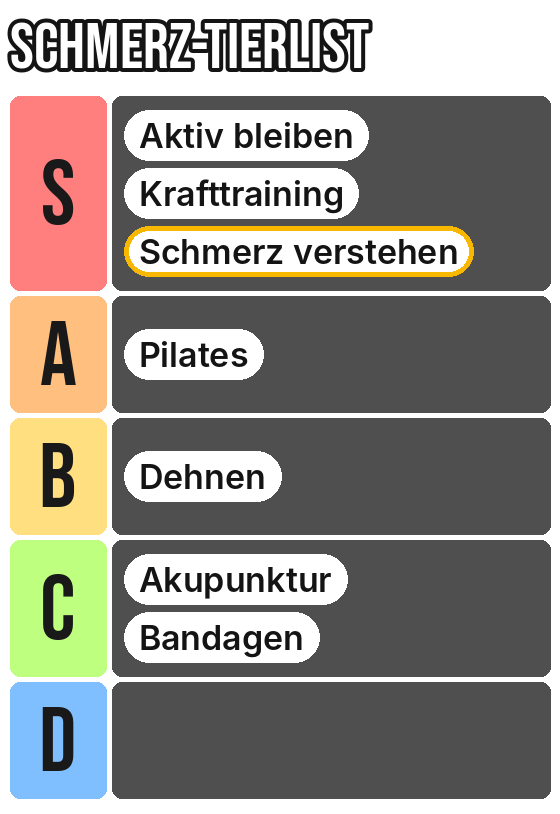 SCHMERZ-TIERLIST
S
Aktiv bleiben
Krafttraining
Schmerz verstehen
A
Pilates
B
Dehnen
C
Akupunktur
Bandagen
D